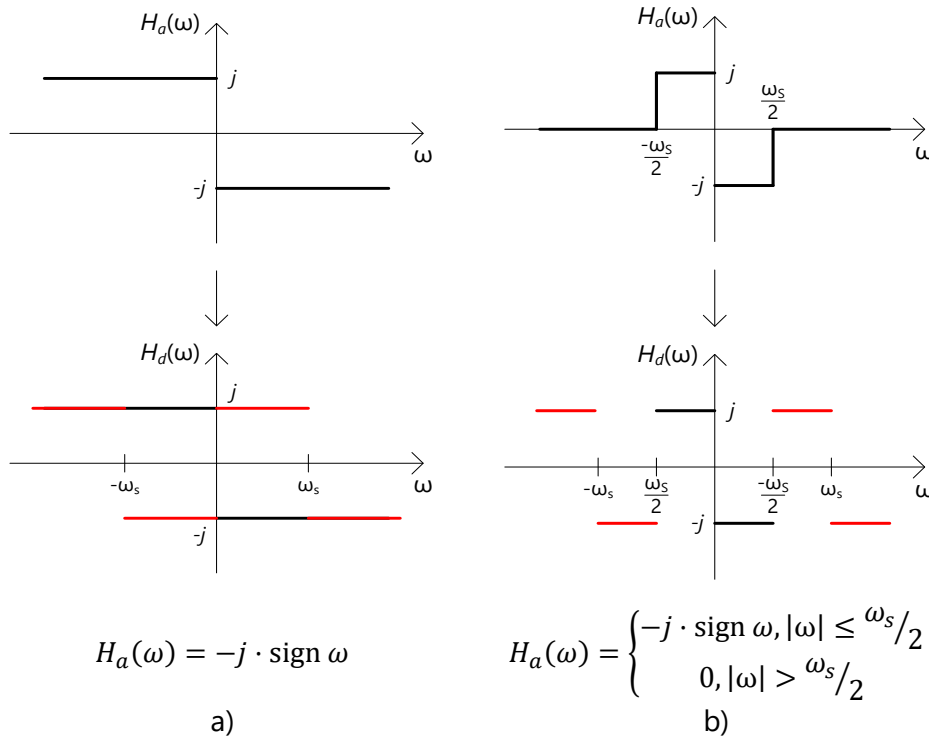 Hₐ(ω)
j
ω
-j
Hₐ(ω)
j
ωs/2
-ωs/2
ω
-j
H_d(ω)
j
-ωs
ωs
ω
-j
H_d(ω)
j
-ωs
ωs/2
-ωs/2
ωs
ω
-j
Hₐ(ω) = −j · sign ω
Hₐ(ω) = { −j · sign ω, |ω| ≤ ωs/2
0, |ω| > ωs/2
a)
b)